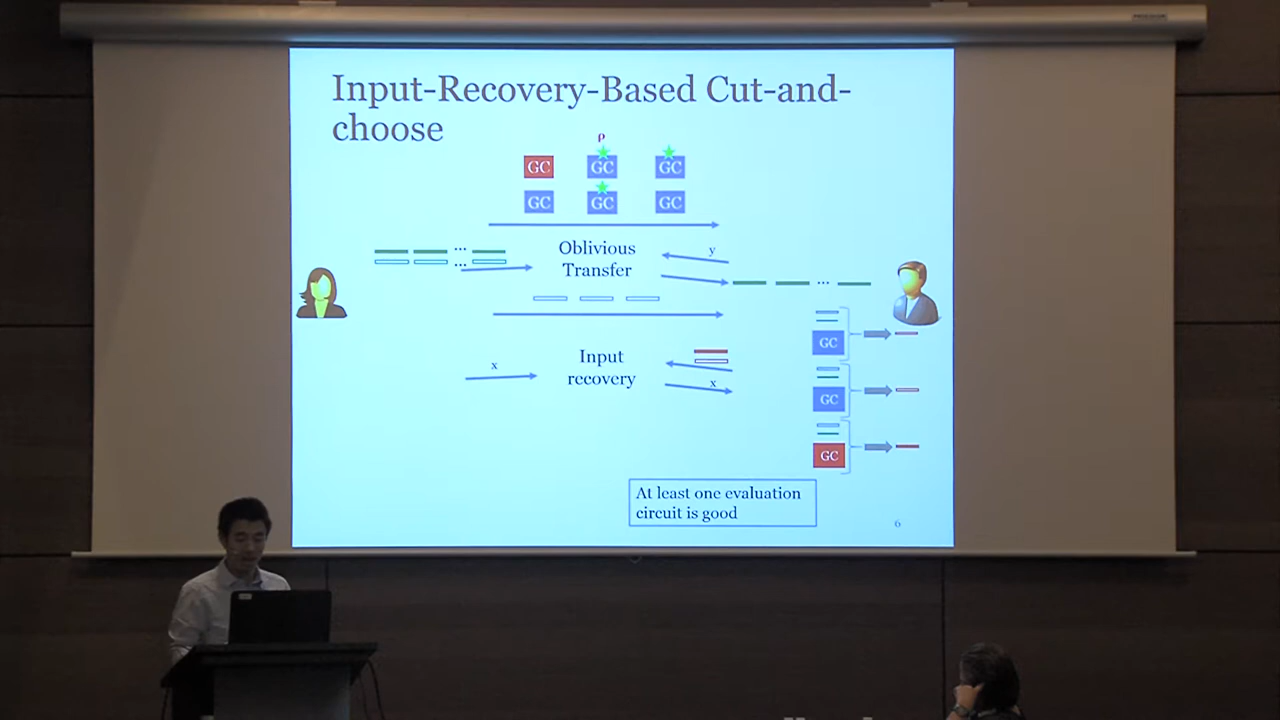 Input-Recovery-Based Cut-and-
choose
ρ
GC GC GC
GC GC GC
Oblivious
Transfer
y
...
...
...
GC
Input
recovery
x
x
GC
GC
At least one evaluation
circuit is good
6